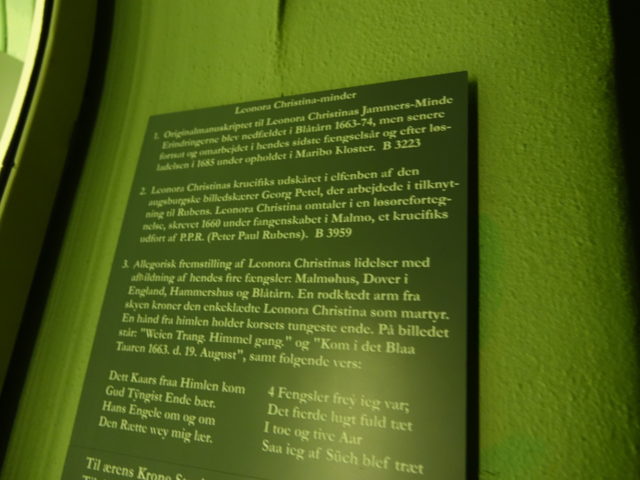 Leonora Christina-minder
1. Originalmanuskriptet til Leonora Christinas Jammers-Minde
Erindringerne blev nedfældet i Blåtårn 1663-74, men senere
fortsat og omarbejdet i hendes sidste fængselsår og efter løs-
ladelsen i 1685 under opholdet i Maribo Kloster. B 3223
2. Leonora Christinas krucifiks udskåret i elfenben af den
augsburgske billedskærer Georg Petel, der arbejdede i tilknyt-
ning til Rubens. Leonora Christina omtaler i en løsoreforteg-
nelse, skrevet 1660 under fangenskabet i Malmø, et krucifiks
udført af P.P.R. (Peter Paul Rubens). B 3959
3. Allegorisk fremstilling af Leonora Christinas lidelser med
afbildning af hendes fire fængsler: Malmøhus, Dover i
England, Hammershus og Blåtårn. En rødklædt arm fra
skyen kroner den enkeklædte Leonora Christina som martyr.
En hånd fra himlen holder korsets tungeste ende. På billedet
står: "Weien Trang. Himmel gang." og "Kom i det Blaa
Taaren 1663. d. 19. August", samt følgende vers:
Dett Kaars fraa Himlen kom
Gud Tÿngist Ende bær.
Hans Engele om og om
Den Rætte wey mig lær.
4 Fengsler freÿ ieg var;
Det fierde lugt fuld tæt
I toe og tive Aar
Saa ieg af Süeh blef træt
Til ærens Krone